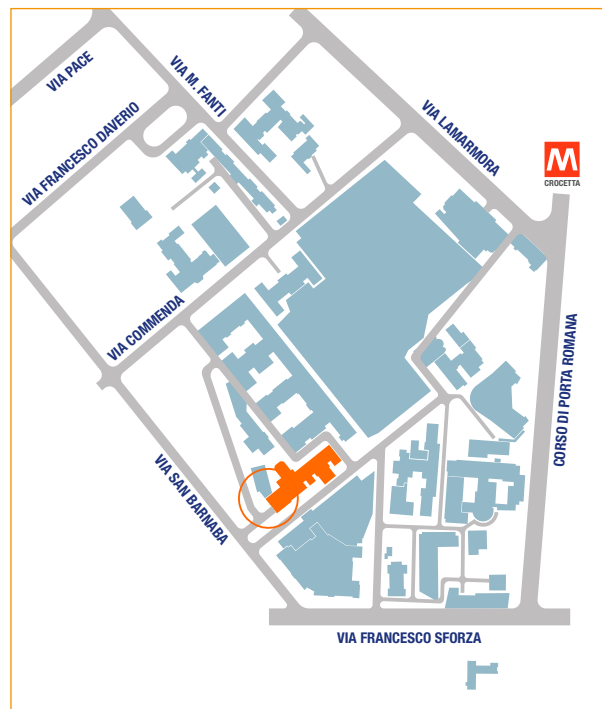 VIA PACE
VIA M. FANTI
VIA FRANCESCO DAVERIO
VIA LAMARMORA
M
CROCETTA
VIA COMMENDA
CORSO DI PORTA ROMANA
VIA SAN BARNABA
VIA FRANCESCO SFORZA